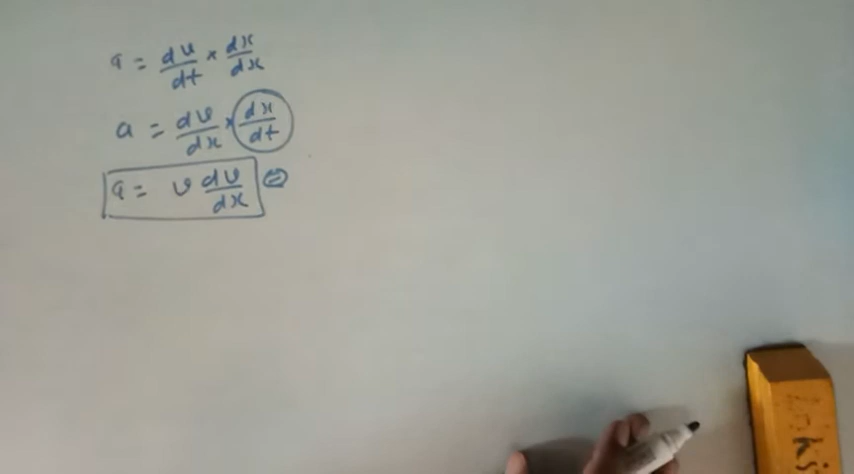 a = dv/dt × dx/dx
a = dv/dx × dx/dt
a = v dv/dx